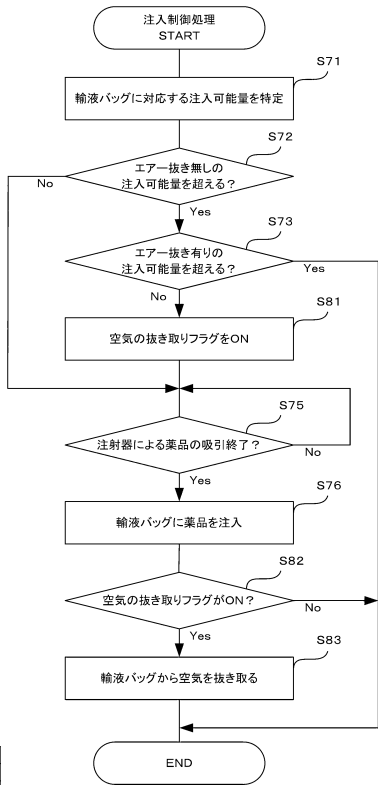 注入制御処理
START
S71
輸液バッグに対応する注入可能量を特定
S72
エアー抜き無しの
注入可能量を超える?
No
Yes
S73
エアー抜き有りの
注入可能量を超える?
Yes
No
S81
空気の抜き取りフラグをON
S75
注射器による薬品の吸引終了?
No
Yes
S76
輸液バッグに薬品を注入
S82
空気の抜き取りフラグがON?
No
Yes
S83
輸液バッグから空気を抜き取る
END